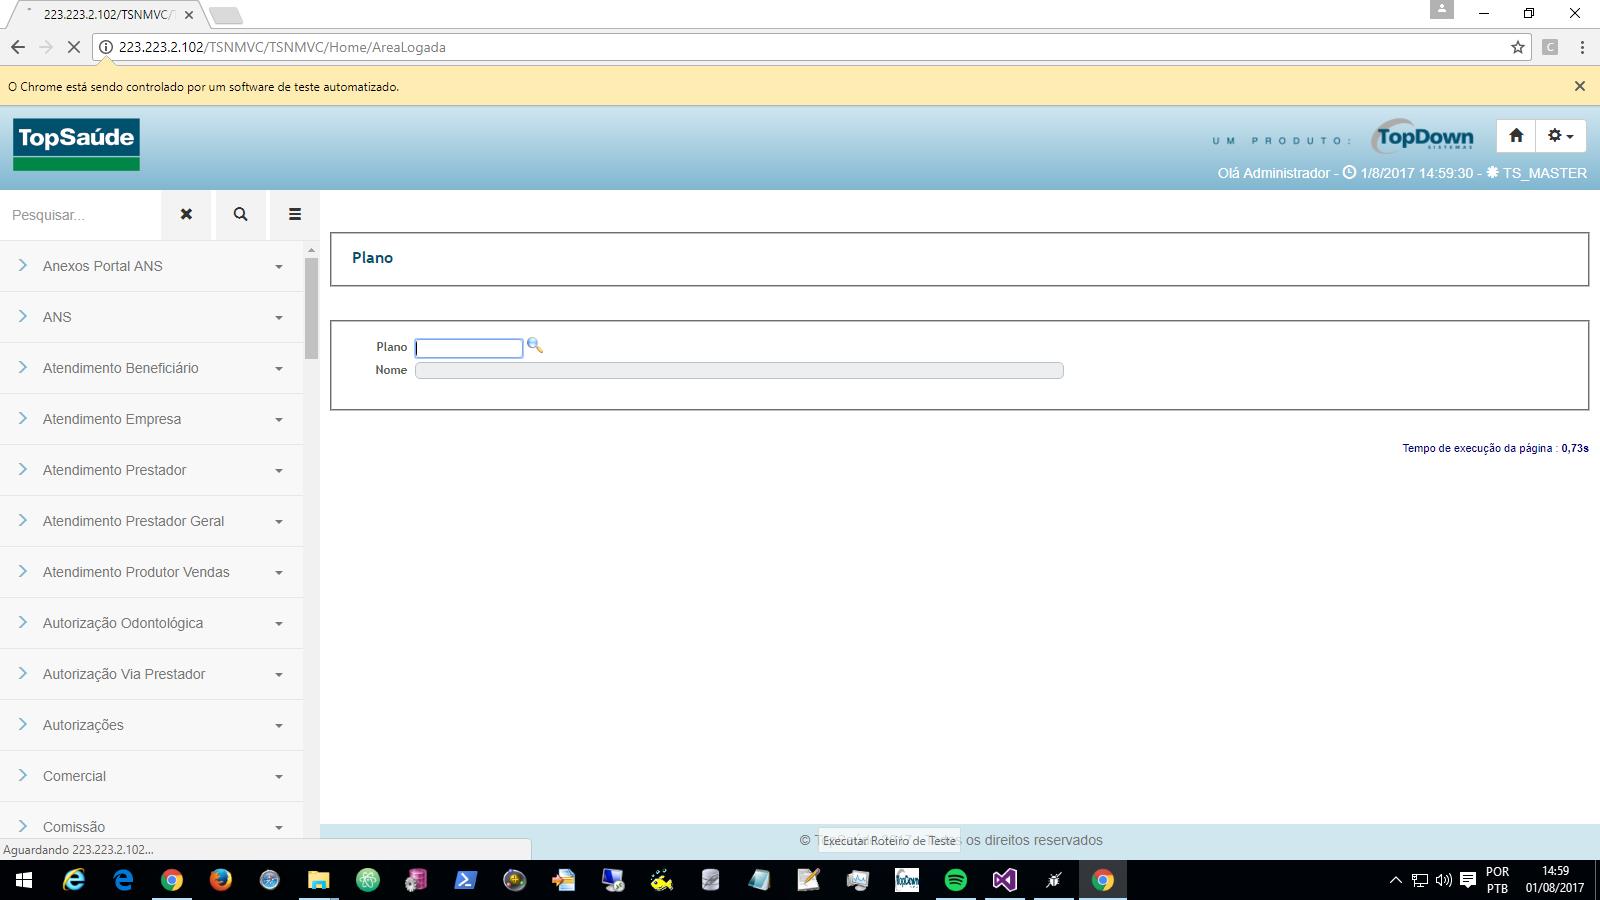 223.223.2.102/TSNMVC/
223.223.2.102/TSNMVC/TSNMVC/Home/AreaLogada
C
O Chrome está sendo controlado por um software de teste automatizado.
TopSaúde
UM PRODUTO:
TopDown
SISTEMAS
Olá Administrador - 1/8/2017 14:59:30 - TS_MASTER
Pesquisar...
Plano
Anexos Portal ANS
ANS
Plano
Nome
Atendimento Beneficiário
Atendimento Empresa
Tempo de execução da página : 0,73s
Atendimento Prestador
Atendimento Prestador Geral
Atendimento Produtor Vendas
Autorização Odontológica
Autorização Via Prestador
Autorizações
Comercial
Comissão
© os direitos reservados
Executar Roteiro de Teste
Aguardando 223.223.2.102...
TopDown
POR
PTB
14:59
01/08/2017